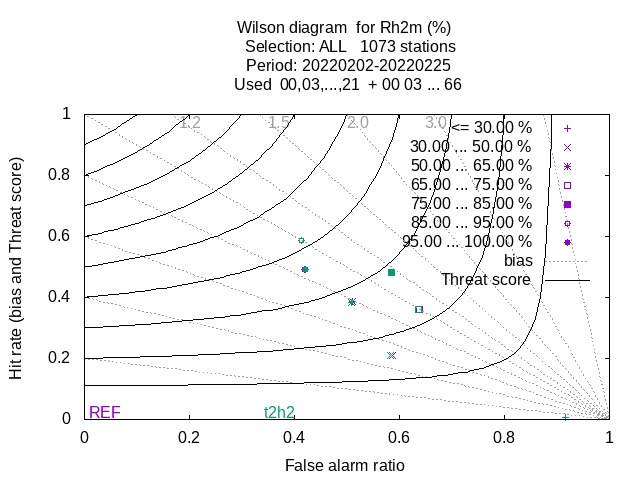 Wilson diagram  for Rh2m (%)
Selection: ALL   1073 stations
Period: 20220202-20220225
Used  00,03,...,21  + 00 03 ... 66
Hit rate (bias and Threat score)
1
0.8
0.6
0.4
0.2
0
1.2
1.5
2.0
3.0
<= 30.00 %
30.00 ... 50.00 %
50.00 ... 65.00 %
65.00 ... 75.00 %
75.00 ... 85.00 %
85.00 ... 95.00 %
95.00 ... 100.00 %
bias
Threat score
REF
t2h2
0 0.2 0.4 0.6 0.8 1
False alarm ratio